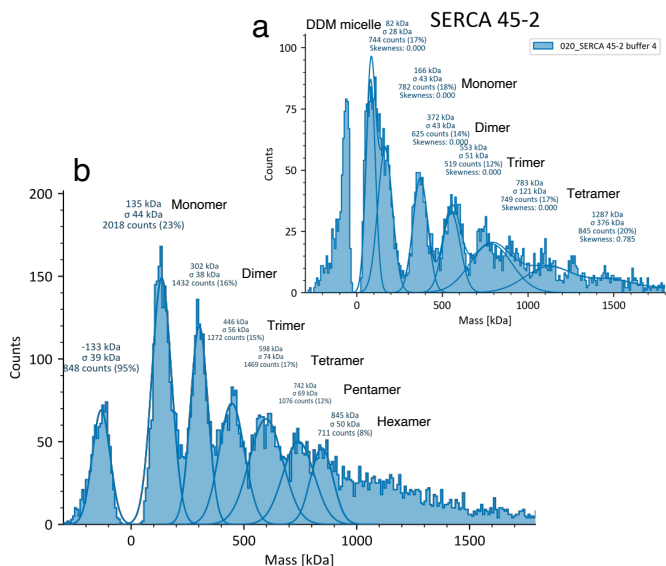 a
SERCA 45-2
DDM micelle
82 kDa
σ 28 kDa
744 counts (17%)
Skewness: 0.000
020_SERCA 45-2 buffer 4
166 kDa
σ 43 kDa
782 counts (18%)
Skewness: 0.000
Monomer
372 kDa
σ 43 kDa
625 counts (14%)
Skewness: 0.000
Dimer
553 kDa
σ 51 kDa
519 counts (12%)
Skewness: 0.000
Trimer
783 kDa
σ 121 kDa
749 counts (17%)
Skewness: 0.000
Tetramer
1287 kDa
σ 376 kDa
845 counts (20%)
Skewness: 0.785
Counts
100
75
50
25
0
0
500
1000
1500
Mass [kDa]
b
135 kDa
σ 44 kDa
2018 counts (23%)
Monomer
302 kDa
σ 38 kDa
1432 counts (16%)
Dimer
446 kDa
σ 56 kDa
1272 counts (15%)
Trimer
598 kDa
σ 74 kDa
1469 counts (17%)
Tetramer
742 kDa
σ 69 kDa
1076 counts (12%)
Pentamer
845 kDa
σ 50 kDa
711 counts (8%)
Hexamer
-133 kDa
σ 39 kDa
848 counts (95%)
Counts
200
150
100
50
0
0
500
1000
1500
Mass [kDa]